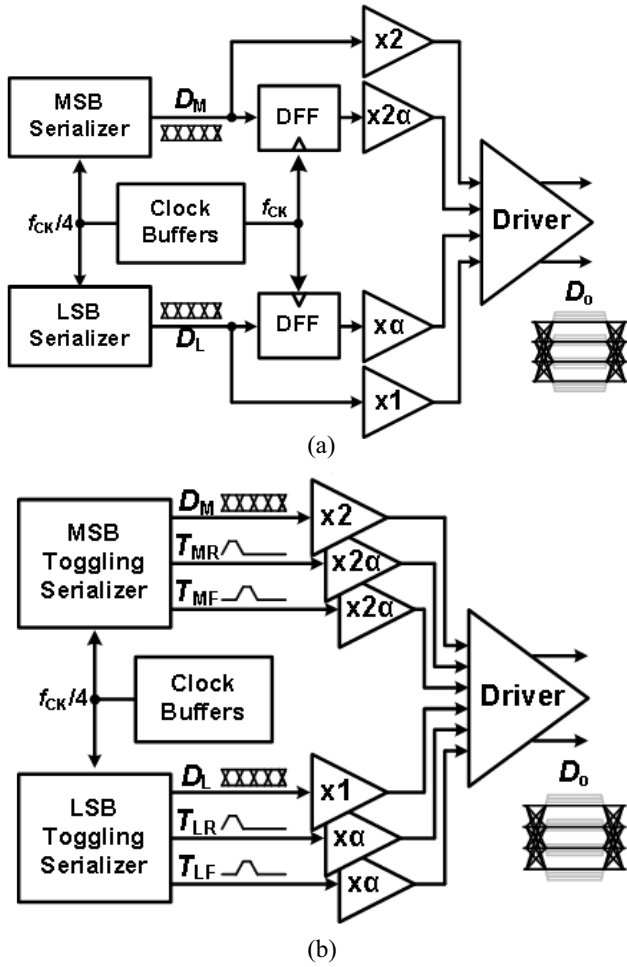 x2
MSB
Serializer
D_M
DFF
x2α
f_CK/4
Clock
Buffers
f_CK
Driver
LSB
Serializer
D_L
DFF
xα
x1
D_o
(a)
MSB
Toggling
Serializer
D_M
T_MR
T_MF
x2
x2α
x2α
f_CK/4
Clock
Buffers
Driver
LSB
Toggling
Serializer
D_L
T_LR
T_LF
x1
xα
xα
D_o
(b)